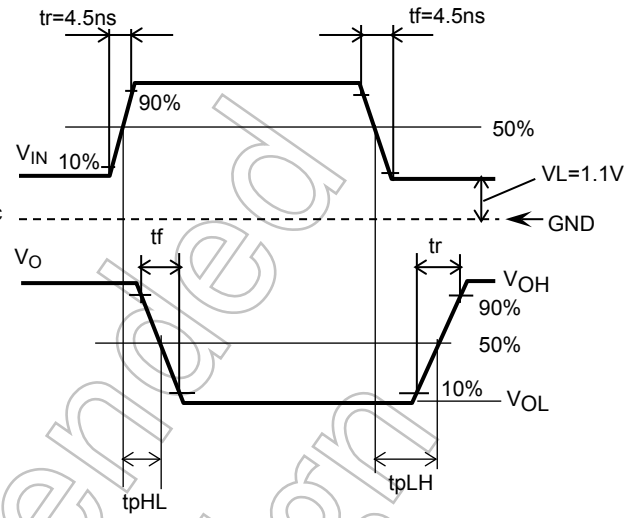 tr=4.5ns
tf=4.5ns
90%
50%
VIN
10%
VL=1.1V
c
GND
tf
tr
VO
VOH
90%
50%
10%
VOL
tpHL
tpLH
ended